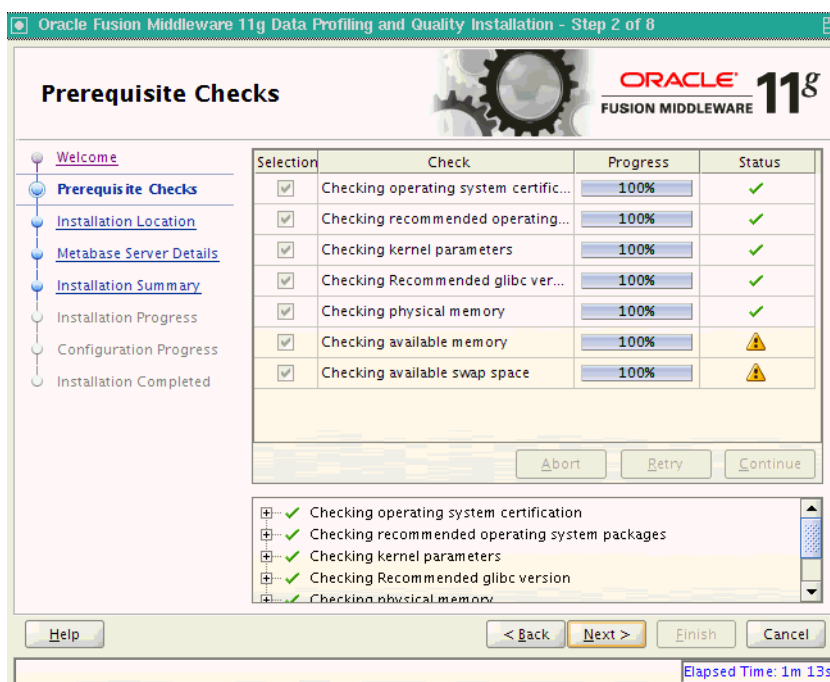 Oracle Fusion Middleware 11g Data Profiling and Quality Installation - Step 2 of 8
Prerequisite Checks
ORACLE
FUSION MIDDLEWARE 11g
Welcome
Prerequisite Checks
Installation Location
Metabase Server Details
Installation Summary
Installation Progress
Configuration Progress
Installation Completed
Selection Check Progress Status
Checking operating system certific... 100%
Checking recommended operating... 100%
Checking kernel parameters 100%
Checking Recommended glibc ver... 100%
Checking physical memory 100%
Checking available memory 100%
Checking available swap space 100%
Abort Retry Continue
Checking operating system certification
Checking recommended operating system packages
Checking kernel parameters
Checking Recommended glibc version
Checking physical memory
Help < Back Next > Finish Cancel
Elapsed Time: 1m 13s